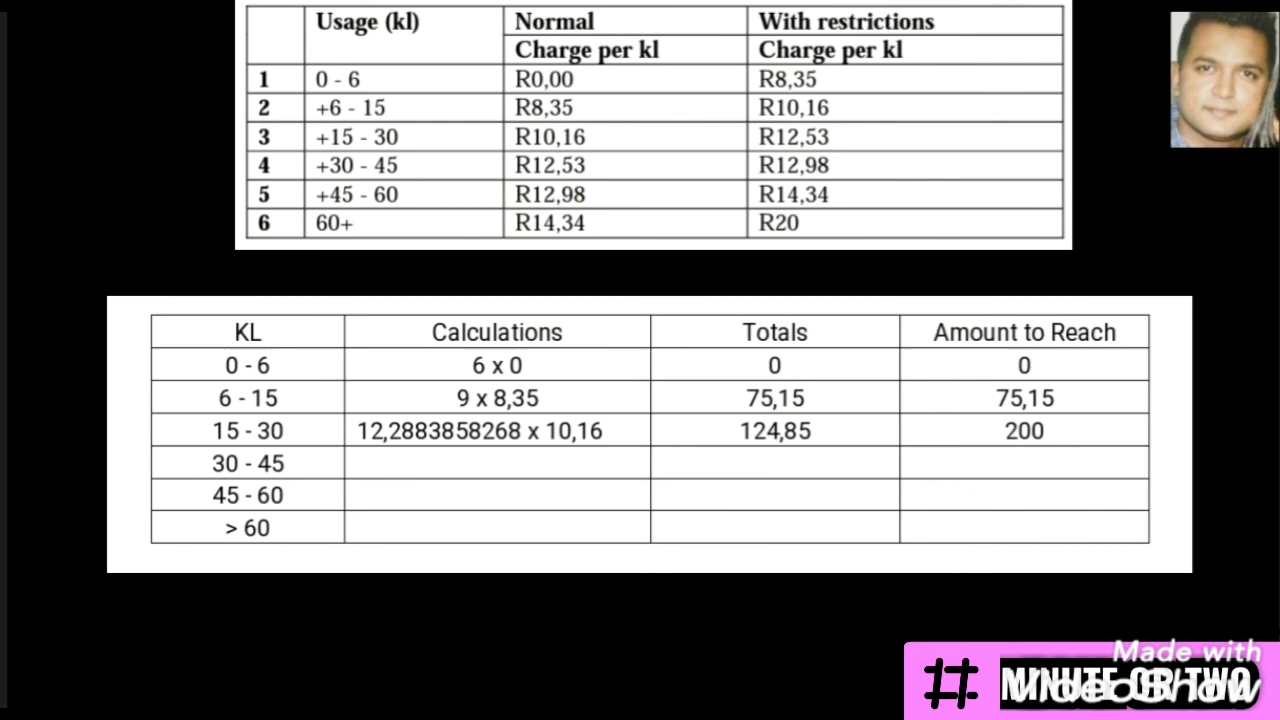 Usage (kl) Normal With restrictions
Charge per kl Charge per kl
1 0 - 6 R0,00 R8,35
2 +6 - 15 R8,35 R10,16
3 +15 - 30 R10,16 R12,53
4 +30 - 45 R12,53 R12,98
5 +45 - 60 R12,98 R14,34
6 60+ R14,34 R20
KL Calculations Totals Amount to Reach
0 - 6 6 x 0 0 0
6 - 15 9 x 8,35 75,15 75,15
15 - 30 12,2883858268 x 10,16 124,85 200
30 - 45
45 - 60
> 60
Made with
# MINUTE OR TWO
VideoShow